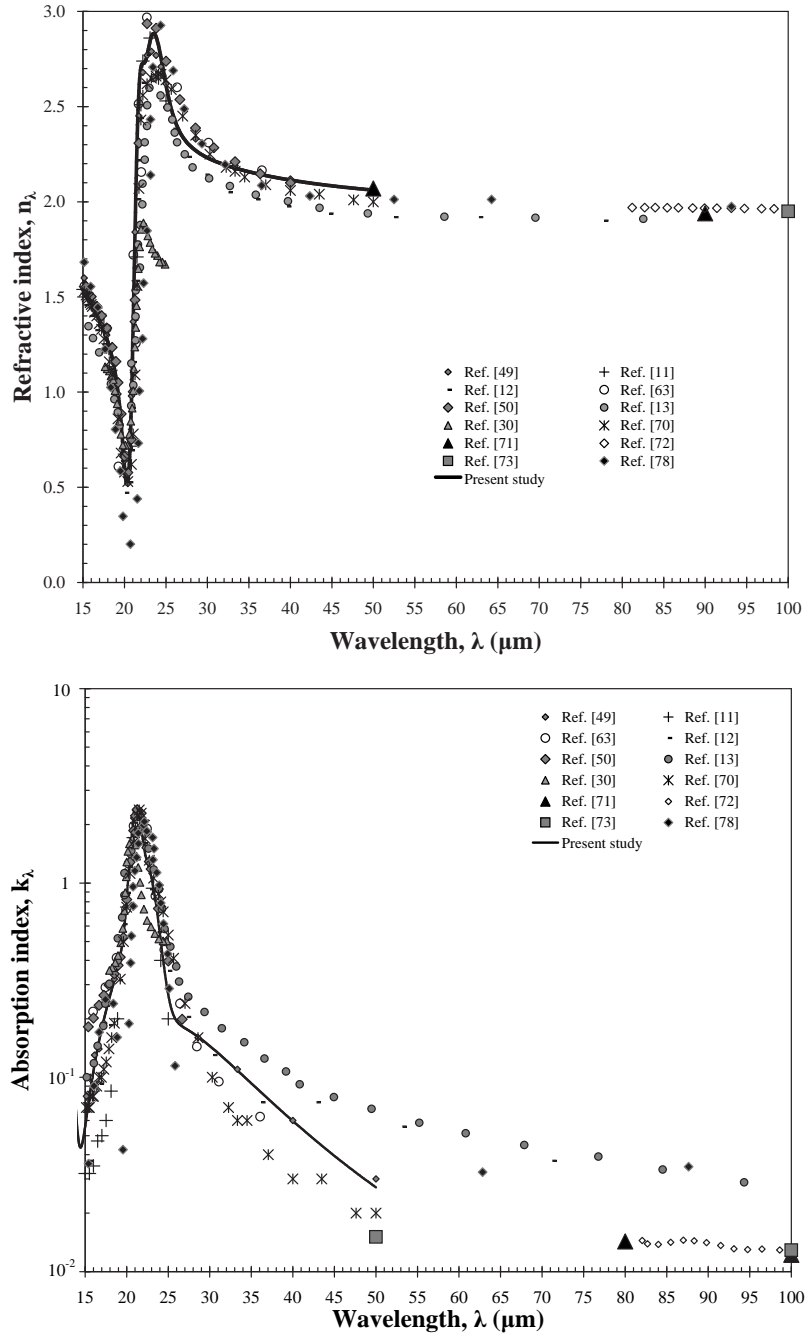 3.0
2.5
2.0
1.5
1.0
0.5
0.0
Refractive index, nλ
Ref. [49] Ref. [11]
Ref. [12] Ref. [63]
Ref. [50] Ref. [13]
Ref. [30] Ref. [70]
Ref. [71] Ref. [72]
Ref. [73] Ref. [78]
Present study
15 20 25 30 35 40 45 50 55 60 65 70 75 80 85 90 95 100
Wavelength, λ (μm)
10
1
10-1
10-2
Absorption index, kλ
Ref. [49] Ref. [11]
Ref. [63] Ref. [12]
Ref. [50] Ref. [13]
Ref. [30] Ref. [70]
Ref. [71] Ref. [72]
Ref. [73] Ref. [78]
Present study
15 20 25 30 35 40 45 50 55 60 65 70 75 80 85 90 95 100
Wavelength, λ (μm)